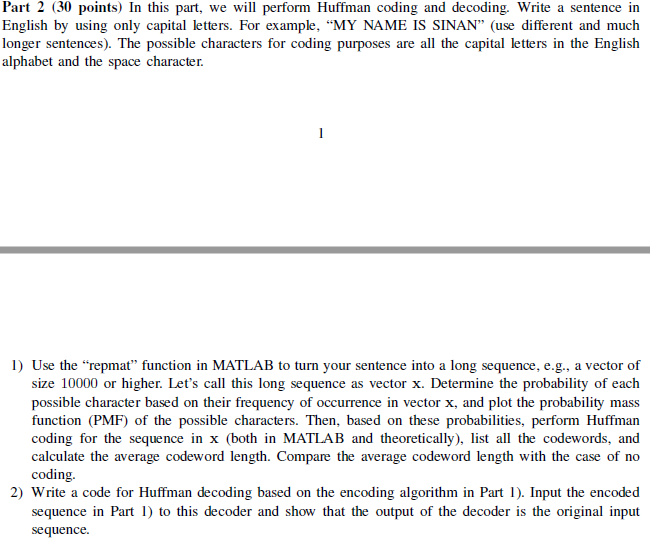 Part 2 (30 points) In this part, we will perform Huffman coding and decoding. Write a sentence in
English by using only capital letters. For example, “MY NAME IS SINAN” (use different and much
longer sentences). The possible characters for coding purposes are all the capital letters in the English
alphabet and the space character.
1
1) Use the “repmat” function in MATLAB to turn your sentence into a long sequence, e.g., a vector of
size 10000 or higher. Let’s call this long sequence as vector x. Determine the probability of each
possible character based on their frequency of occurrence in vector x, and plot the probability mass
function (PMF) of the possible characters. Then, based on these probabilities, perform Huffman
coding for the sequence in x (both in MATLAB and theoretically), list all the codewords, and
calculate the average codeword length. Compare the average codeword length with the case of no
coding.
2) Write a code for Huffman decoding based on the encoding algorithm in Part 1). Input the encoded
sequence in Part 1) to this decoder and show that the output of the decoder is the original input
sequence.